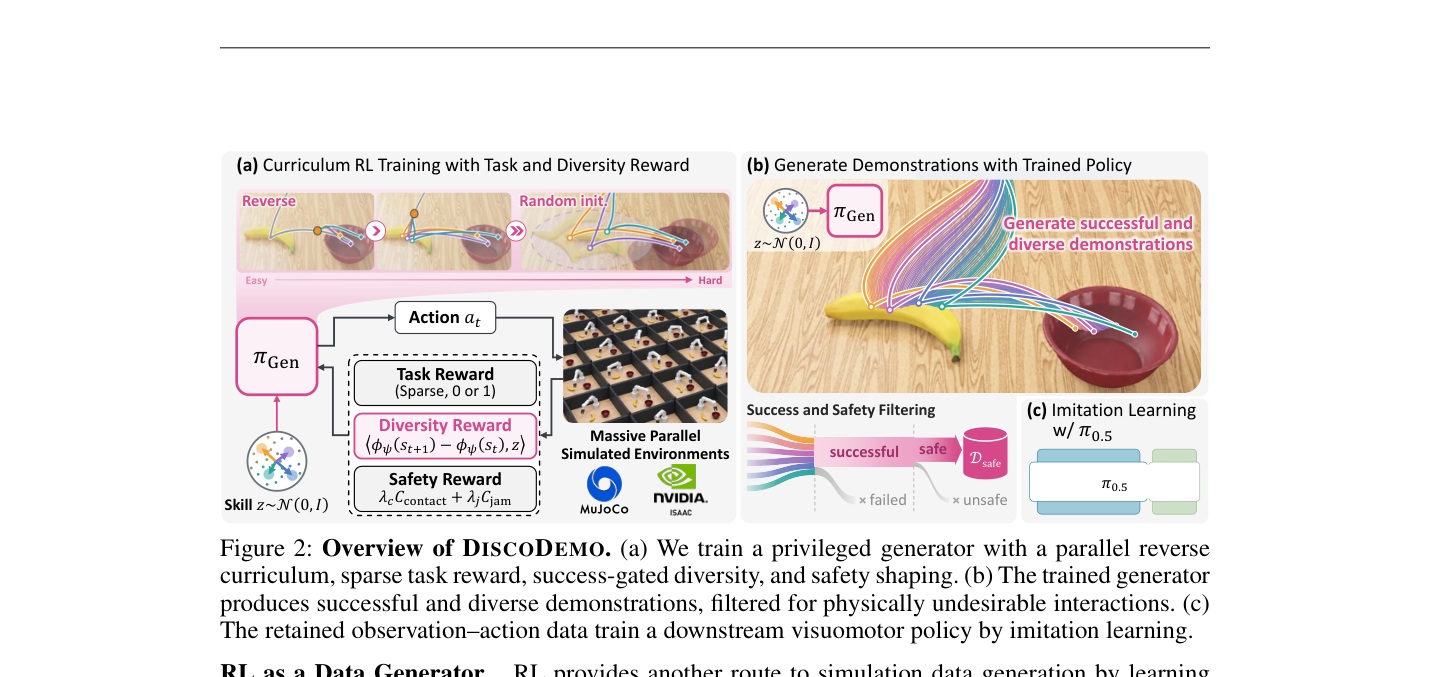 (a) Curriculum RL Training with Task and Diversity Reward
Reverse
Random init.
Easy
Hard
Action a_t
π_Gen
Task Reward
(Sparse, 0 or 1)
Diversity Reward
⟨ϕ_ψ(s_{t+1}) − ϕ_ψ(s_t), z⟩
Safety Reward
λ_c C_contact + λ_j C_jam
Skill z~𝒩(0, I)
Massive Parallel
Simulated Environments
MuJoCo
NVIDIA.
ISAAC
(b) Generate Demonstrations with Trained Policy
π_Gen
z~𝒩(0, I)
Generate successful and
diverse demonstrations
Success and Safety Filtering
successful
safe
𝒟_safe
× failed
× unsafe
(c) Imitation Learning
w/ π_0.5
π_0.5
Figure 2: Overview of DISCODEMO. (a) We train a privileged generator with a parallel reverse
curriculum, sparse task reward, success-gated diversity, and safety shaping. (b) The trained generator
produces successful and diverse demonstrations, filtered for physically undesirable interactions. (c)
The retained observation–action data train a downstream visuomotor policy by imitation learning.
RL as a Data Generator. RL provides another route to simulation data generation by learning